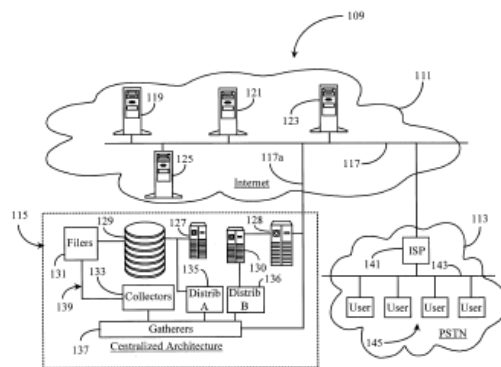 109
119
121
123
111
125
117a
117
Internet
115
129
127
128
113
Filers
ISP
131
133
135
130
136
141
143
Collectors
Distrib
A
Distrib
B
User
User
User
User
139
Gatherers
137
Centralized Architecture
145
PSTN